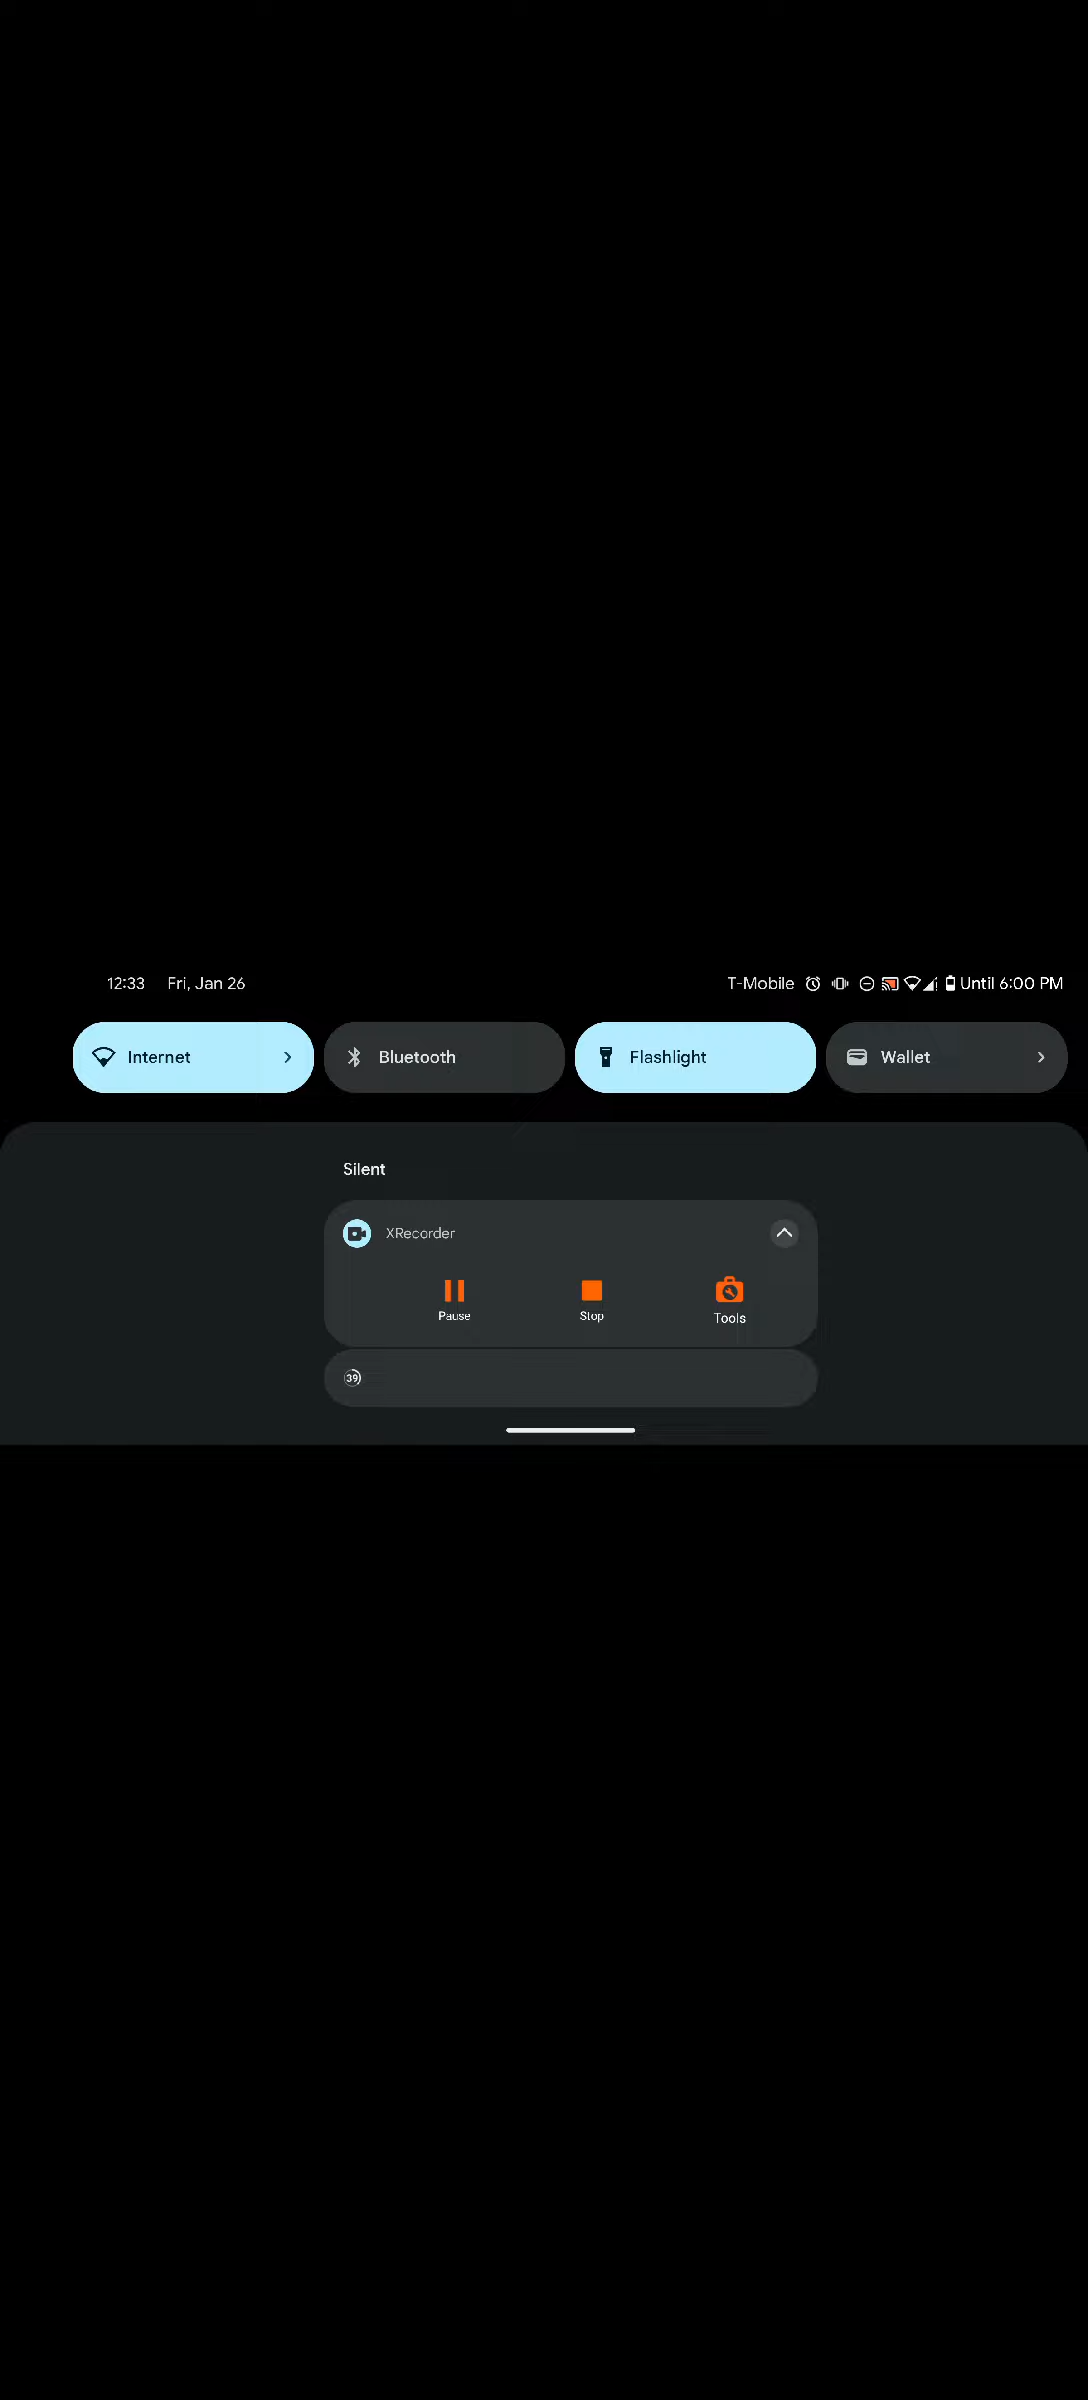 12:33 Fri, Jan 26 T-Mobile Until 6:00 PM
Internet Bluetooth Flashlight Wallet
Silent
XRecorder
Pause Stop Tools
39